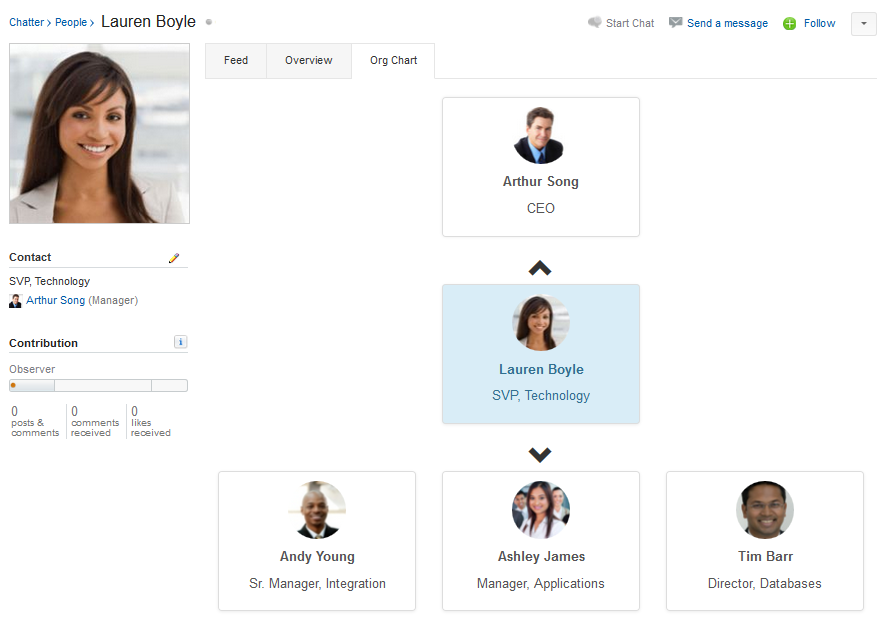 Chatter › People › Lauren Boyle
Start Chat
Send a message
Follow
Feed
Overview
Org Chart
Contact
SVP, Technology
Arthur Song (Manager)
Contribution
i
Observer
0
posts &
comments
0
comments
received
0
likes
received
Arthur Song
CEO
Lauren Boyle
SVP, Technology
Andy Young
Sr. Manager, Integration
Ashley James
Manager, Applications
Tim Barr
Director, Databases